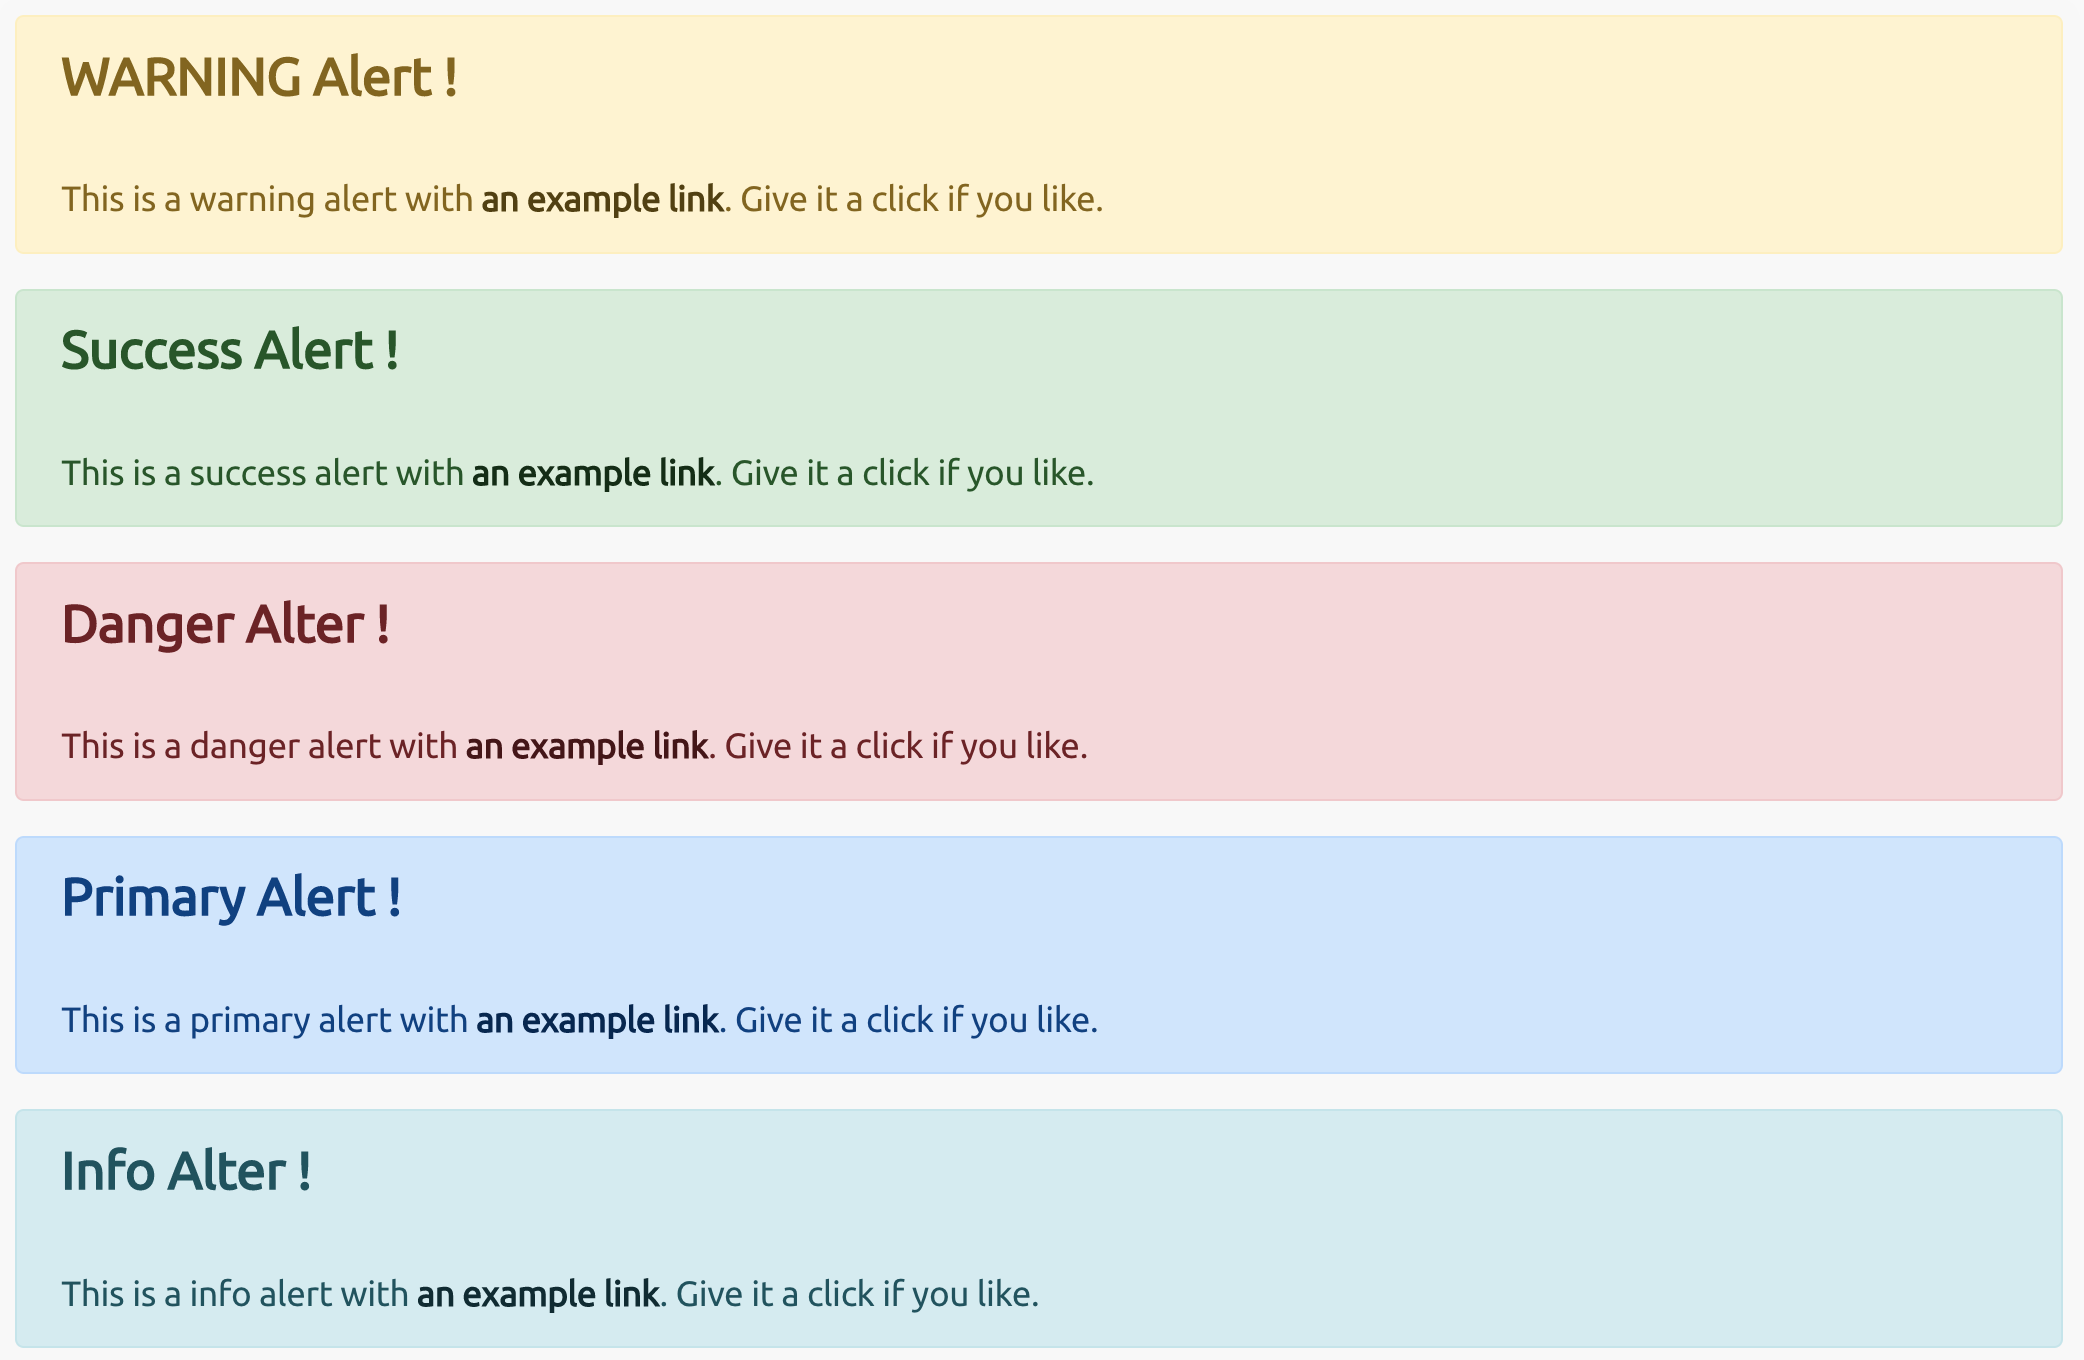 WARNING Alert !
This is a warning alert with an example link. Give it a click if you like.
Success Alert !
This is a success alert with an example link. Give it a click if you like.
Danger Alter !
This is a danger alert with an example link. Give it a click if you like.
Primary Alert !
This is a primary alert with an example link. Give it a click if you like.
Info Alter !
This is a info alert with an example link. Give it a click if you like.